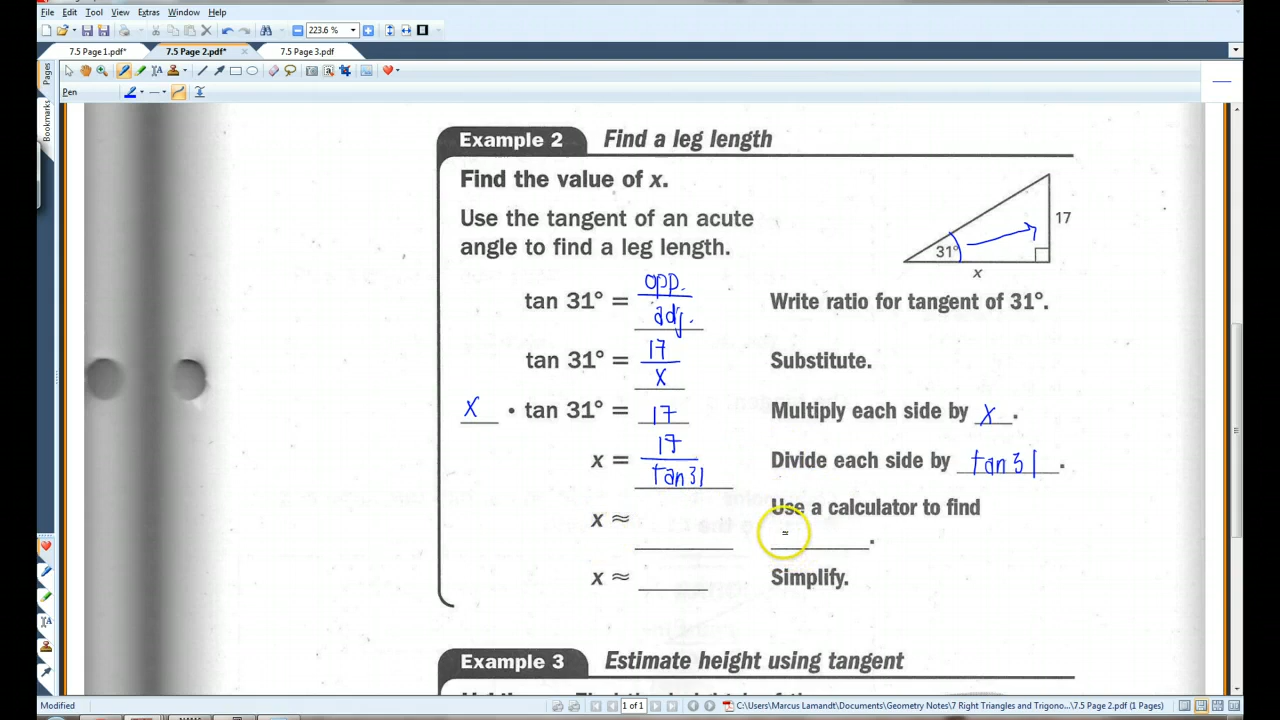 File Edit View Tools Extras Window Help
223.6 %
7.5 Page 1.pdf* 7.5 Page 2.pdf* 7.5 Page 3.pdf
Pen
Pages
Bookmarks
Example 2 Find a leg length
Find the value of x.
Use the tangent of an acute
angle to find a leg length.
17
31°
x
tan 31° = opp. / adj. Write ratio for tangent of 31°.
tan 31° = 17 / x Substitute.
x • tan 31° = 17 Multiply each side by x.
x = 17 / tan31 Divide each side by tan31.
x ≈ Use a calculator to find
.
x ≈ Simplify.
Example 3 Estimate height using tangent
Modified 1 of 1 C:\Users\Marcus Lamandt\Documents\Geometry Notes\7 Right Triangles and Trigono...\7.5 Page 2.pdf (1 Pages)